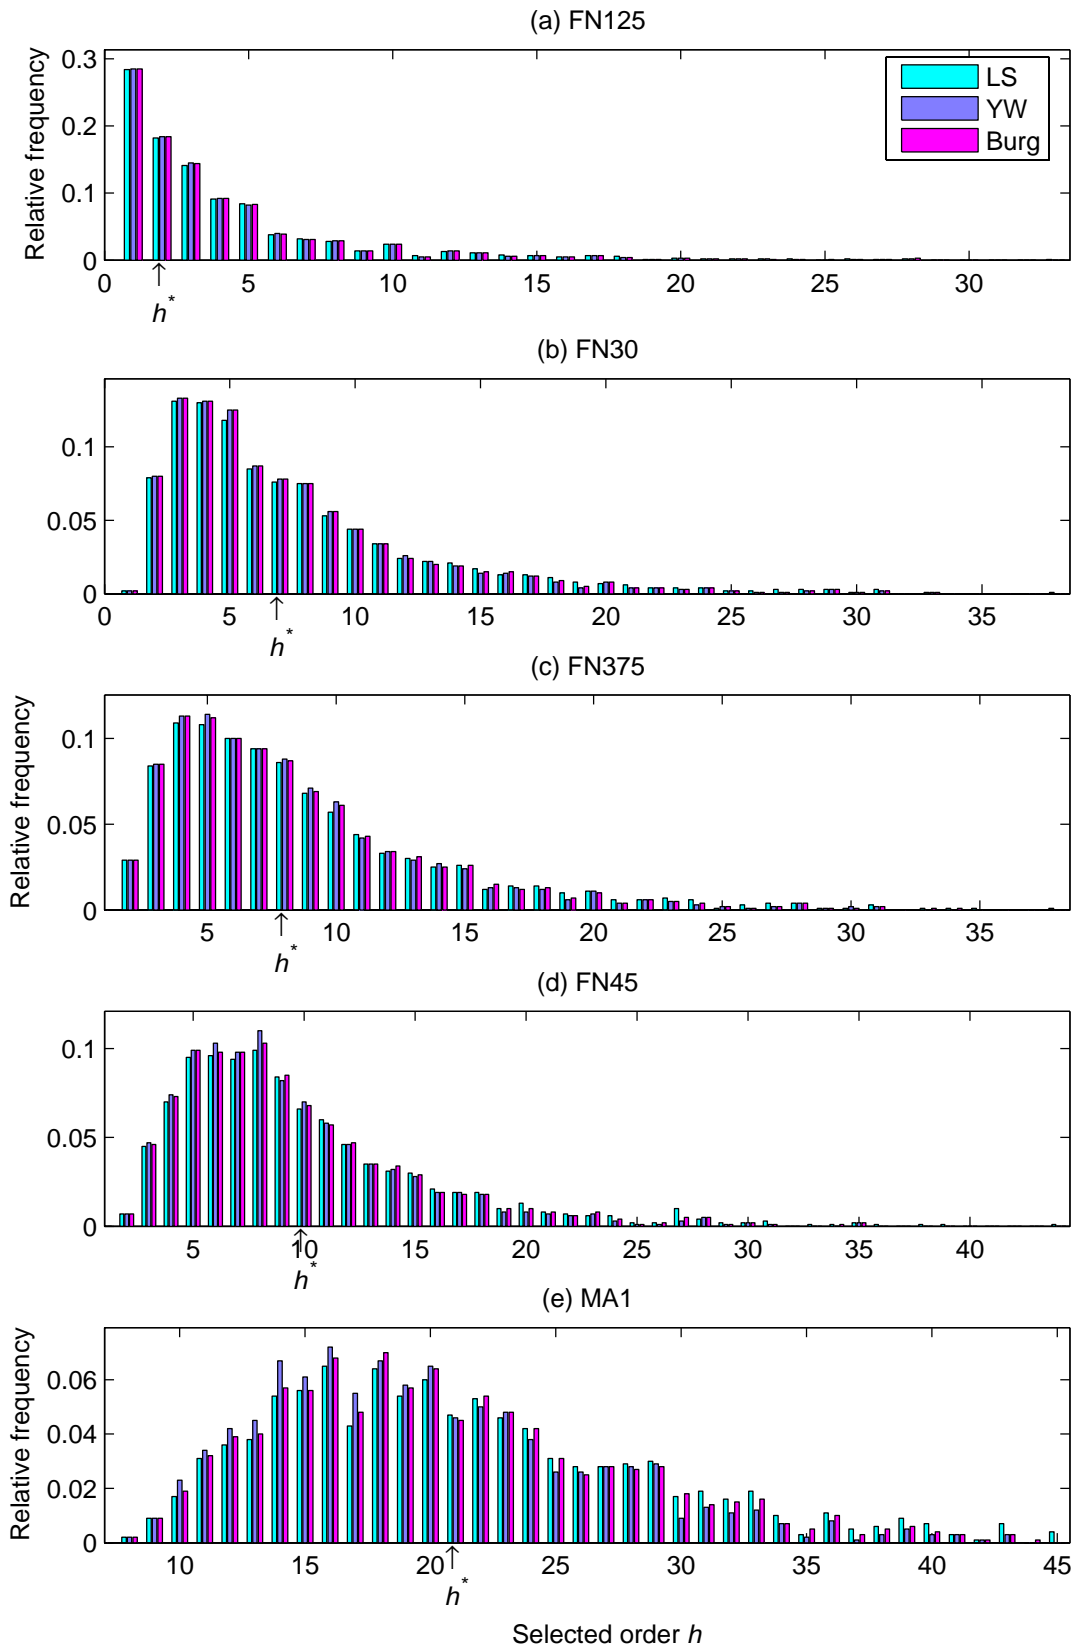 (a) FN125
Relative frequency
0.3
0.2
0.1
0
LS
YW
Burg
0 5 10 15 20 25 30
h*
(b) FN30
0.1
0.05
0
0 5 10 15 20 25 30 35
h*
(c) FN375
Relative frequency
0.1
0.05
0
5 10 15 20 25 30 35
h*
(d) FN45
0.1
0.05
0
5 10 15 20 25 30 35 40
h*
(e) MA1
Relative frequency
0.06
0.04
0.02
0
10 15 20 25 30 35 40 45
h*
Selected order h